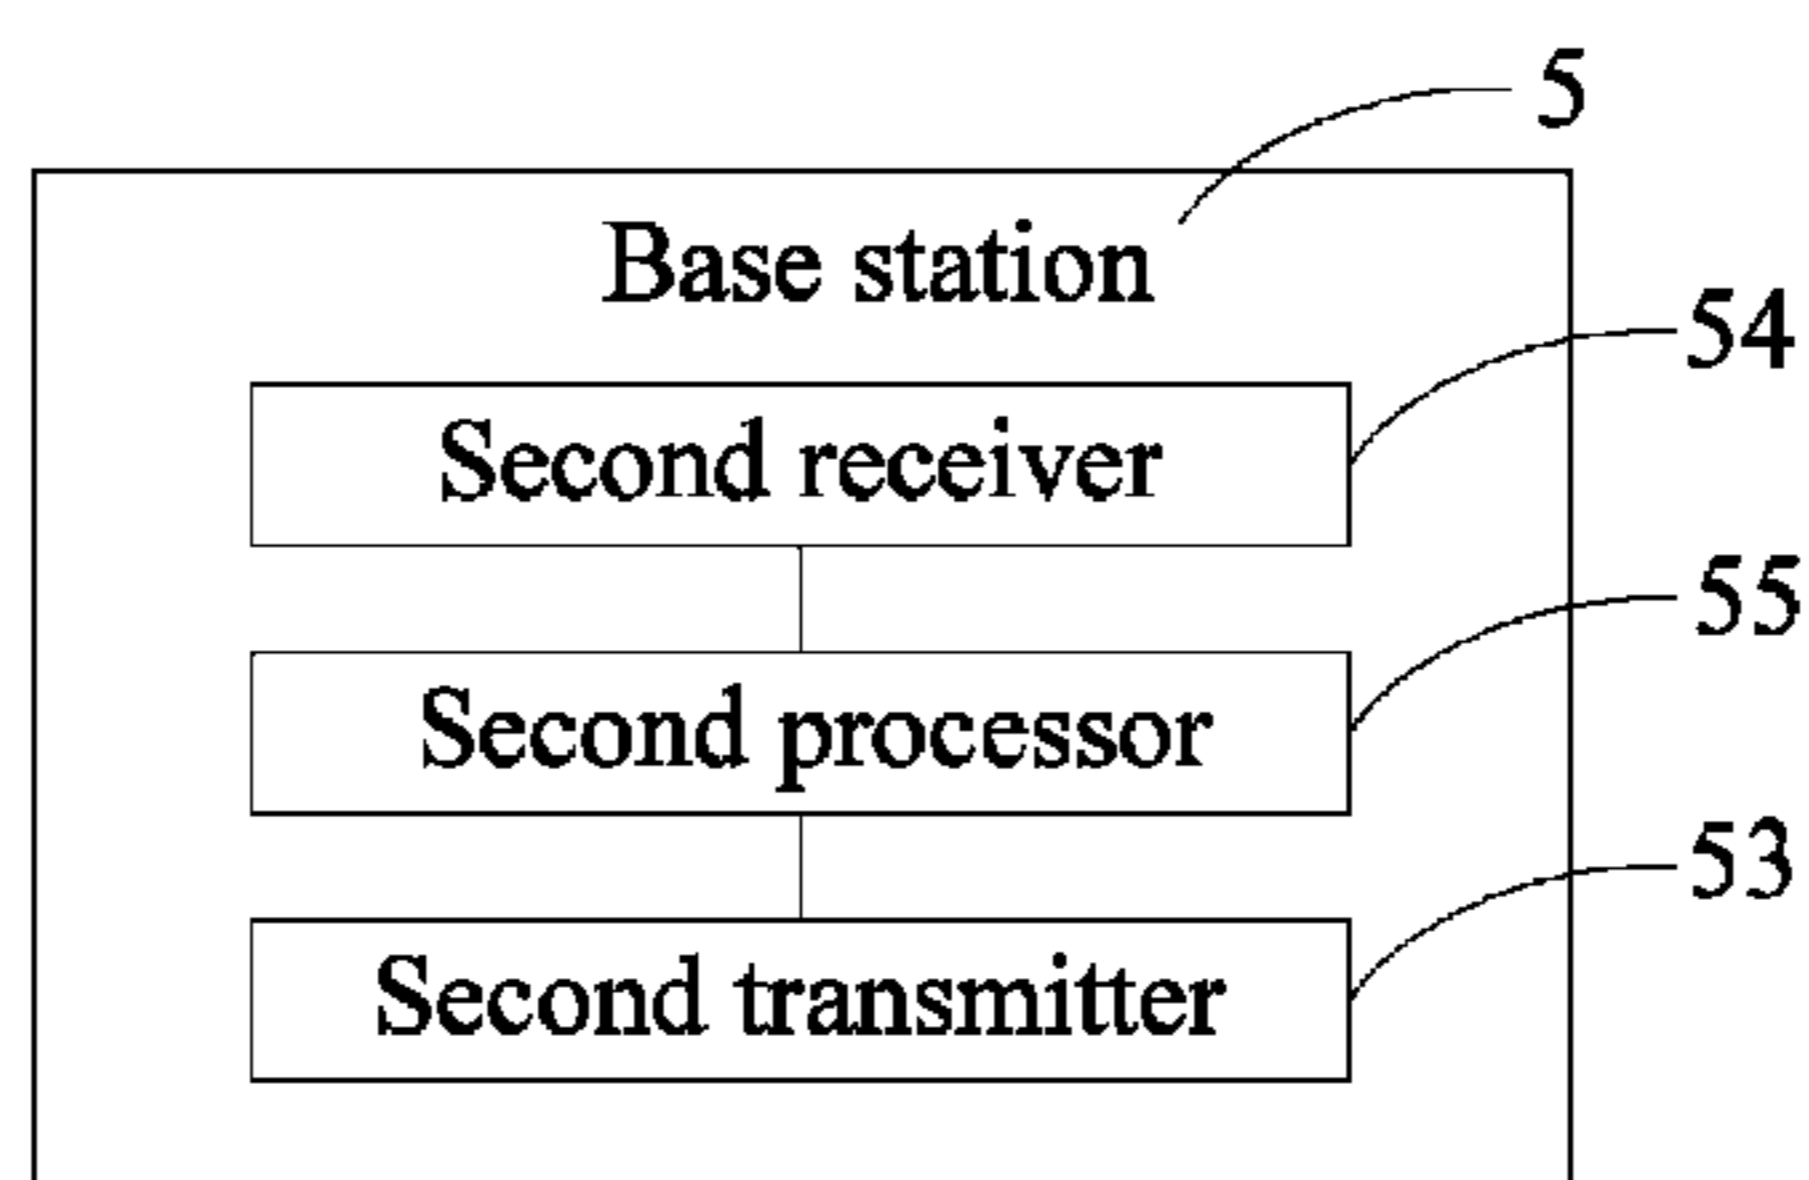 5
Base station
54
Second receiver
55
Second processor
53
Second transmitter